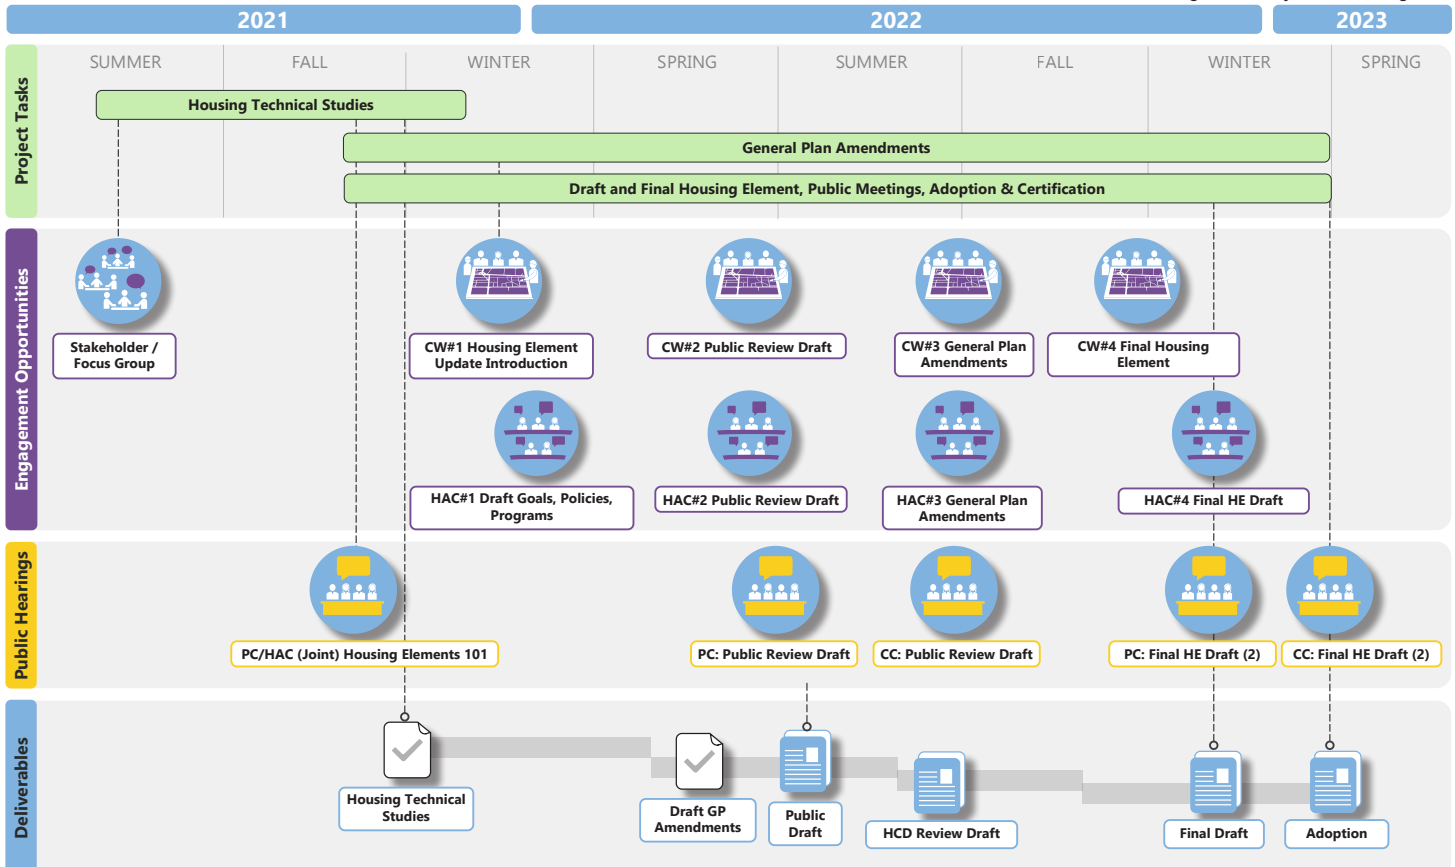 2021
2022
2023
Project Tasks
SUMMER
FALL
WINTER
SPRING
SUMMER
FALL
WINTER
SPRING
Housing Technical Studies
General Plan Amendments
Draft and Final Housing Element, Public Meetings, Adoption & Certification
Engagement Opportunities
Stakeholder /
Focus Group
CW#1 Housing Element
Update Introduction
CW#2 Public Review Draft
CW#3 General Plan
Amendments
CW#4 Final Housing
Element
HAC#1 Draft Goals, Policies,
Programs
HAC#2 Public Review Draft
HAC#3 General Plan
Amendments
HAC#4 Final HE Draft
Public Hearings
PC/HAC (Joint) Housing Elements 101
PC: Public Review Draft
CC: Public Review Draft
PC: Final HE Draft (2)
CC: Final HE Draft (2)
Deliverables
Housing Technical
Studies
Draft GP
Amendments
Public
Draft
HCD Review Draft
Final Draft
Adoption